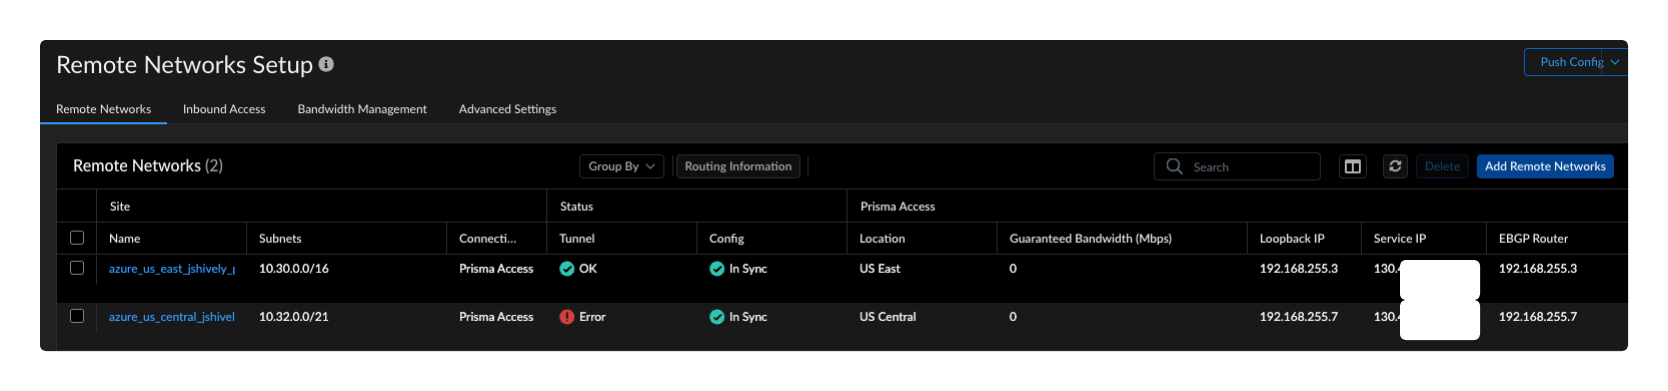 Remote Networks Setup
Push Config
Remote Networks Inbound Access Bandwidth Management Advanced Settings
Remote Networks (2) Group By Routing Information Search Delete Add Remote Networks
Site Status Prisma Access
Name Subnets Connecti... Tunnel Config Location Guaranteed Bandwidth (Mbps) Loopback IP Service IP EBGP Router
azure_us_east_jshively_ 10.30.0.0/16 Prisma Access OK In Sync US East 0 192.168.255.3 130. 192.168.255.3
azure_us_central_jshivel 10.32.0.0/21 Prisma Access Error In Sync US Central 0 192.168.255.7 130. 192.168.255.7